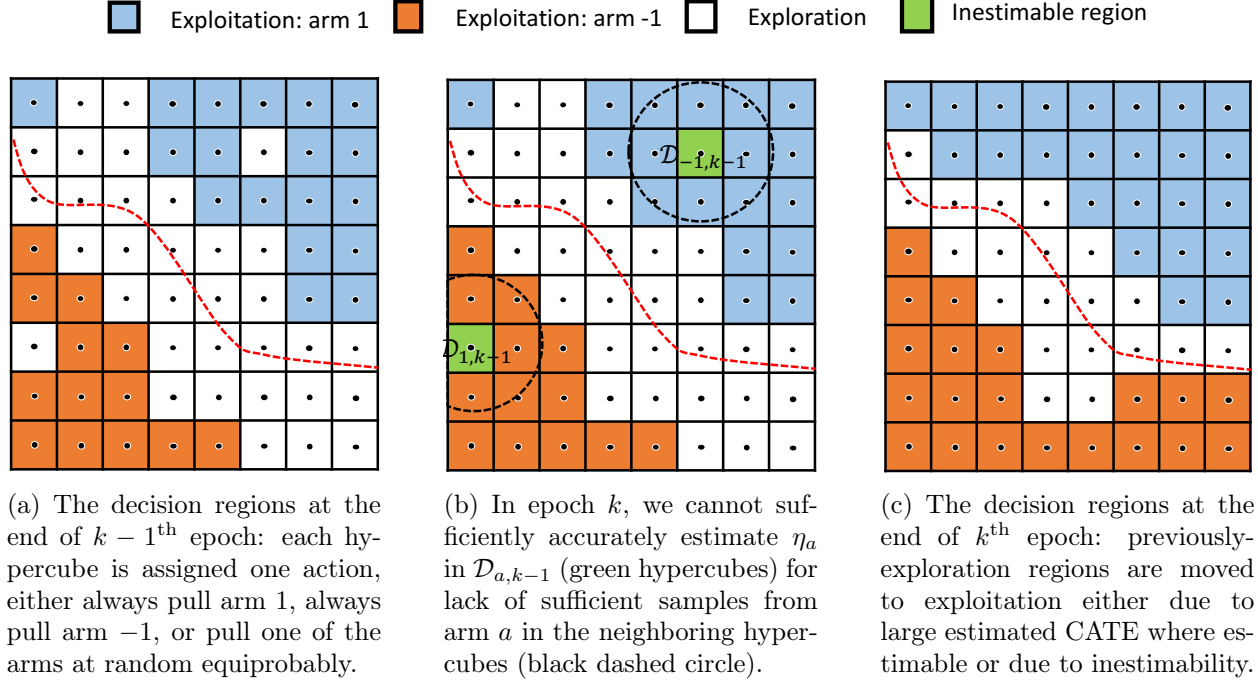 Exploitation: arm 1
Exploitation: arm -1
Exploration
Inestimable region
𝒟₋₁,ₖ₋₁
𝒟₁,ₖ₋₁
(a) The decision regions at the
end of k − 1ᵗʰ epoch: each hy-
percube is assigned one action,
either always pull arm 1, always
pull arm −1, or pull one of the
arms at random equiprobably.
(b) In epoch k, we cannot suf-
ficiently accurately estimate ηₐ
in 𝒟ₐ,ₖ₋₁ (green hypercubes) for
lack of sufficient samples from
arm a in the neighboring hyper-
cubes (black dashed circle).
(c) The decision regions at the
end of kᵗʰ epoch: previously-
exploration regions are moved
to exploitation either due to
large estimated CATE where es-
timable or due to inestimability.